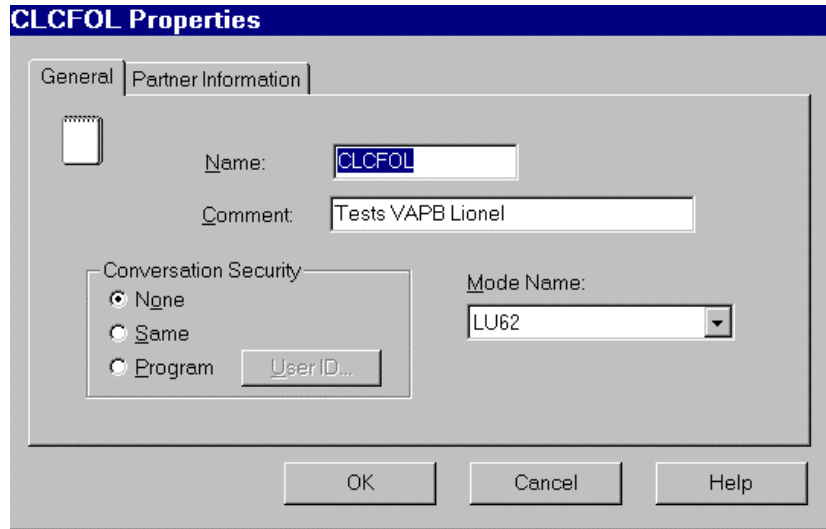 CLCFOL Properties
General Partner Information
Name: CLCFOL
Comment: Tests VAPB Lionel
Conversation Security
None
Same
Program User ID...
Mode Name:
LU62
OK Cancel Help